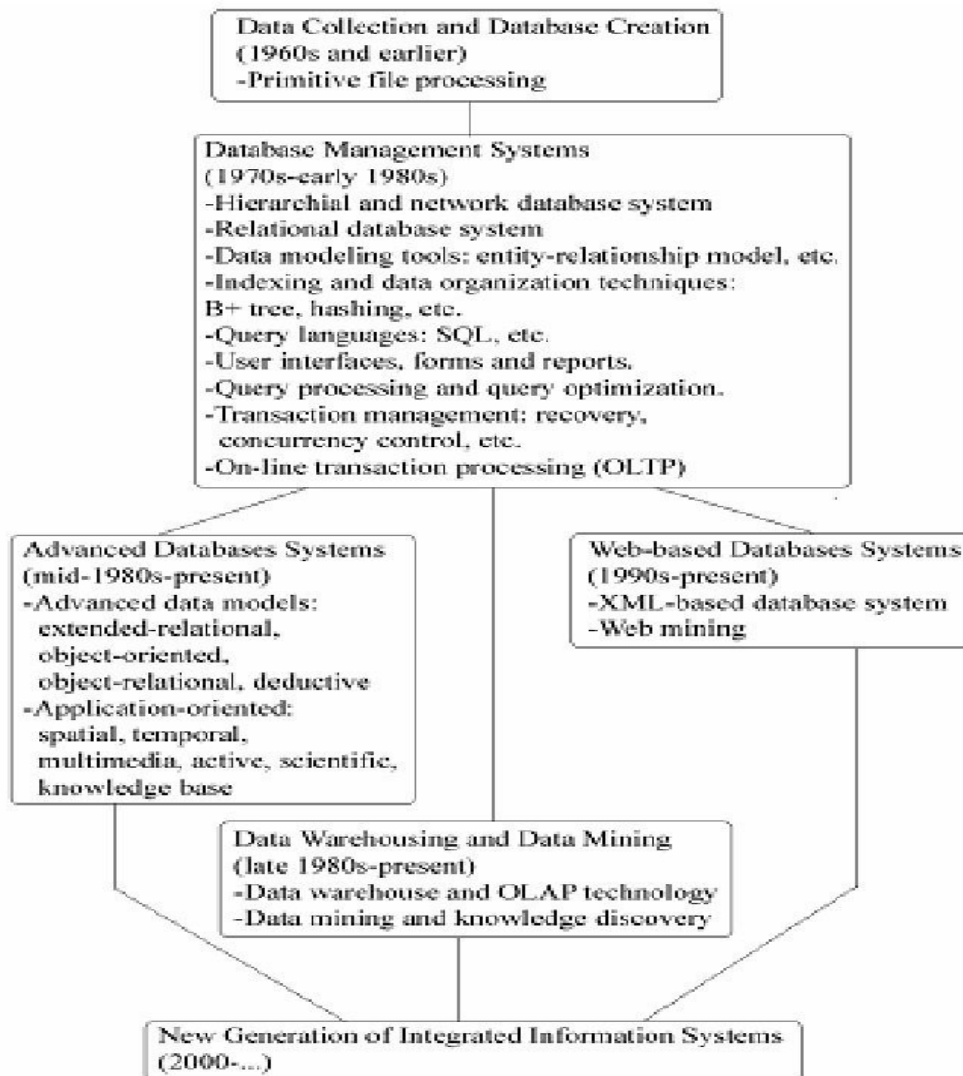 Data Collection and Database Creation
(1960s and earlier)
-Primitive file processing
Database Management Systems
(1970s-early 1980s)
-Hierarchial and network database system
-Relational database system
-Data modeling tools: entity-relationship model, etc.
-Indexing and data organization techniques:
B+ tree, hashing, etc.
-Query languages: SQL, etc.
-User interfaces, forms and reports.
-Query processing and query optimization.
-Transaction management: recovery,
concurrency control, etc.
-On-line transaction processing (OLTP)
Advanced Databases Systems
(mid-1980s-present)
-Advanced data models:
extended-relational,
object-oriented,
object-relational, deductive
-Application-oriented:
spatial, temporal,
multimedia, active, scientific,
knowledge base
Web-based Databases Systems
(1990s-present)
-XML-based database system
-Web mining
Data Warehousing and Data Mining
(late 1980s-present)
-Data warehouse and OLAP technology
-Data mining and knowledge discovery
New Generation of Integrated Information Systems
(2000-...)